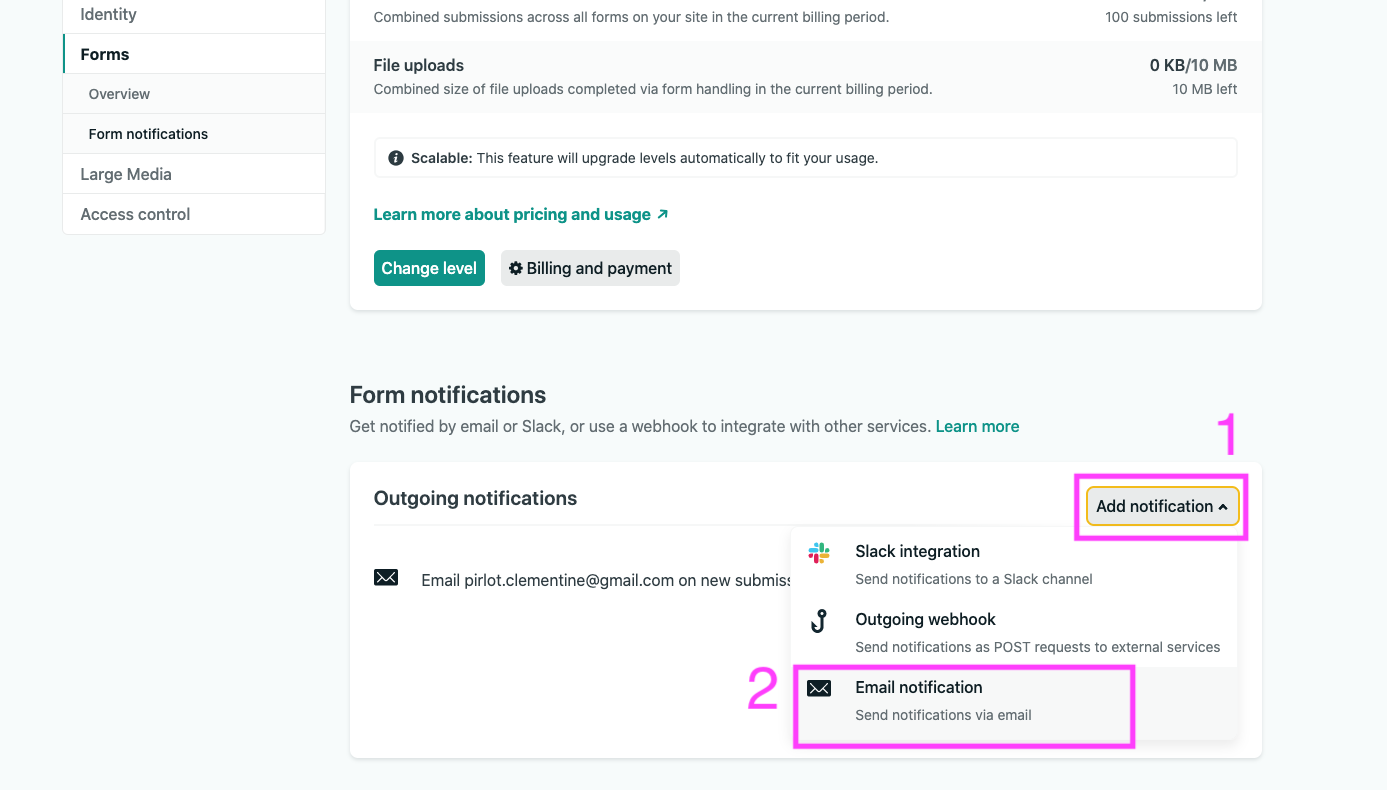 Identity
Forms
Overview
Form notifications
Large Media
Access control
Combined submissions across all forms on your site in the current billing period.
100 submissions left
File uploads
0 KB/10 MB
Combined size of file uploads completed via form handling in the current billing period.
10 MB left
Scalable: This feature will upgrade levels automatically to fit your usage.
Learn more about pricing and usage ↗
Change level
Billing and payment
Form notifications
Get notified by email or Slack, or use a webhook to integrate with other services. Learn more
1
Outgoing notifications
Add notification
Email pirlot.clementine@gmail.com on new submiss
Slack integration
Send notifications to a Slack channel
Outgoing webhook
Send notifications as POST requests to external services
2
Email notification
Send notifications via email